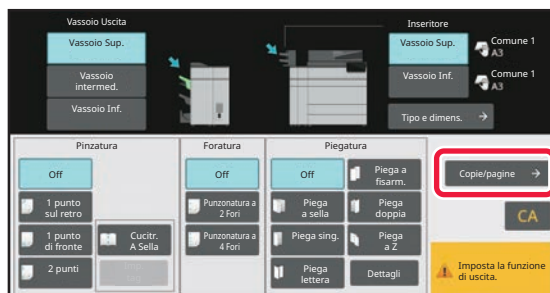 Vassoio Uscita
Vassoio Sup.
Vassoio
intermed.
Vassoio Inf.
Inseritore
Vassoio Sup.
Comune 1
A3
Vassoio Inf.
Comune 1
A3
Tipo e dimens.
Pinzatura
Off
1 punto
sul retro
1 punto
di fronte
Cucitr.
A Sella
2 punti
Foratura
Off
Punzonatura a
2 Fori
Punzonatura a
4 Fori
Piegatura
Off
Piega a
fisarm.
Piega
a sella
Piega
doppia
Piega sing.
Piega
a Z
Piega
lettera
Dettagli
Copie/pagine
CA
Imposta la funzione
di uscita.